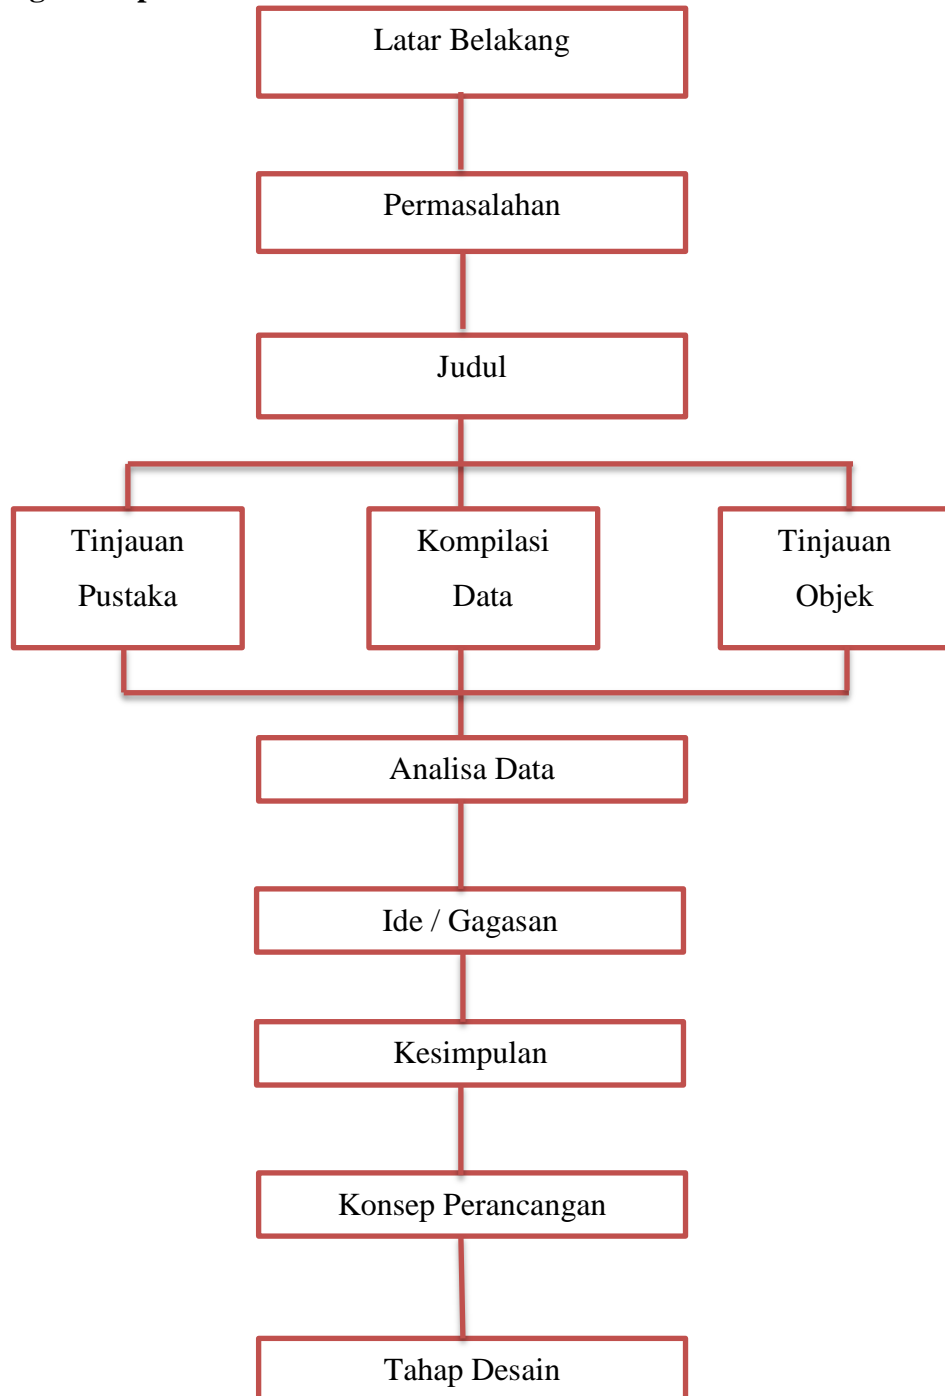 Latar Belakang
Permasalahan
Judul
Tinjauan
Pustaka
Kompilasi
Data
Tinjauan
Objek
Analisa Data
Ide / Gagasan
Kesimpulan
Konsep Perancangan
Tahap Desain